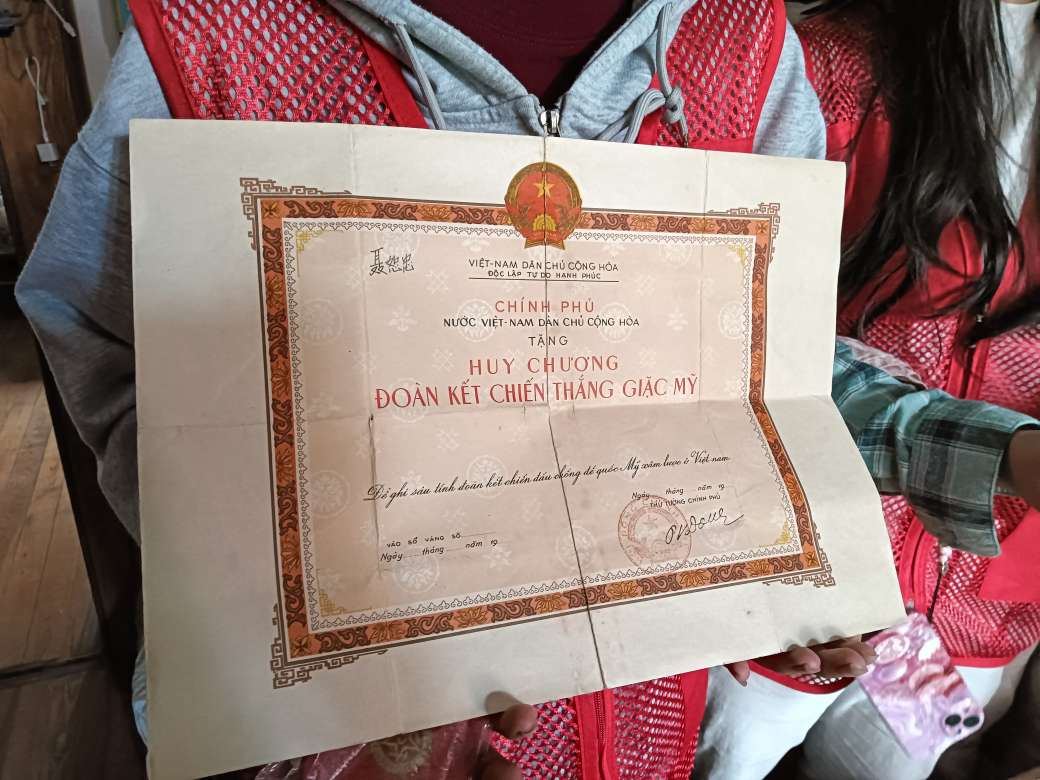 聂恕忠
VIỆT-NAM DÂN CHỦ CỘNG HÒA
ĐỘC LẬP TỰ DO HẠNH PHÚC
CHÍNH PHỦ
NƯỚC VIỆT-NAM DÂN CHỦ CỘNG HÒA
TẶNG
HUY CHƯƠNG
ĐOÀN KẾT CHIẾN THẮNG GIẶC MỸ
Để ghi sâu tình đoàn kết chiến đấu chống đế quốc Mỹ xâm lược ở Việt-nam
Ngày......tháng......năm 19......
THỦ TƯỚNG CHÍNH PHỦ
VÀO SỔ VÀNG SỐ......
Ngày......tháng......năm 19......